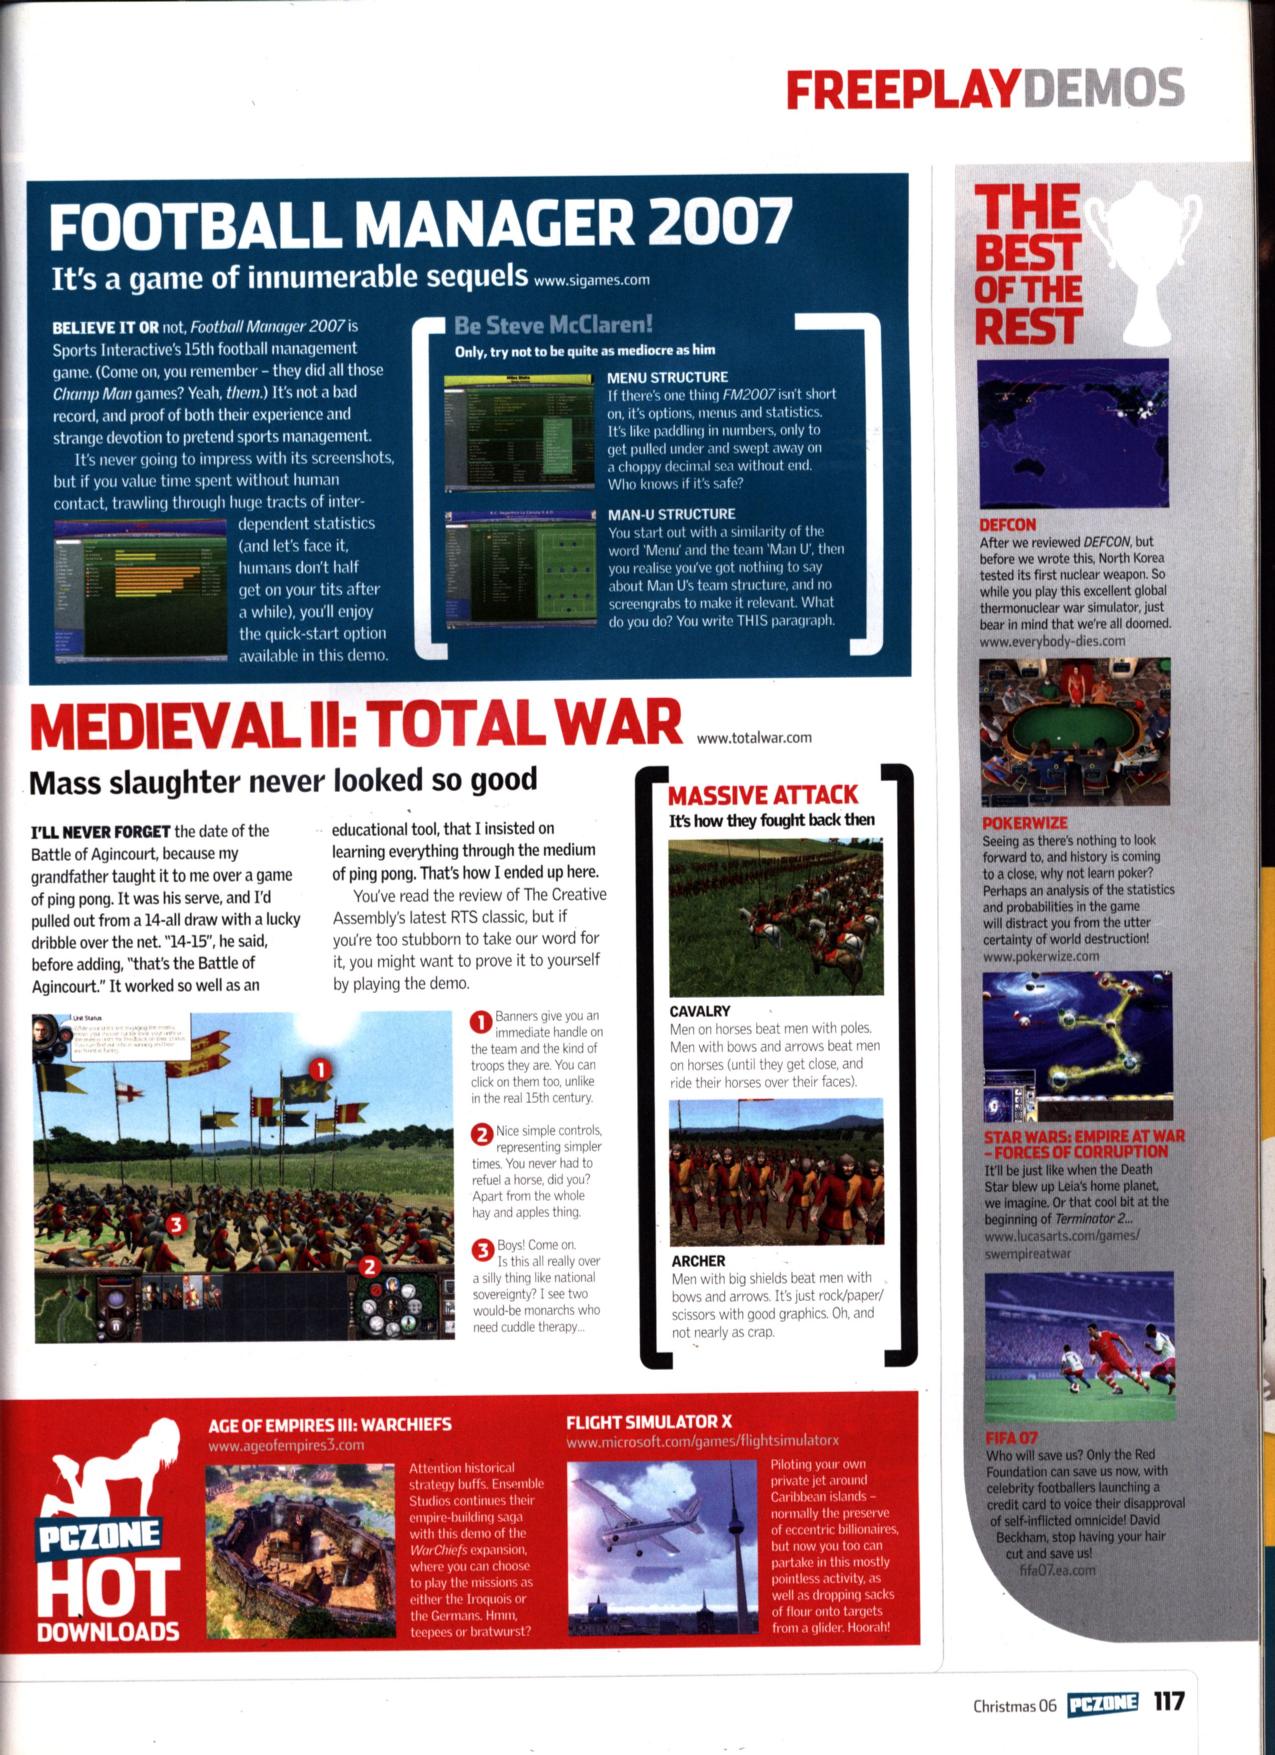 FREEPLAYDEMOS
FOOTBALL MANAGER 2007
It's a game of innumerable sequels www.sigames.com
BELIEVE IT OR not, Football Manager 2007 is
Sports Interactive's 15th football management
game. (Come on, you remember – they did all those
Champ Man games? Yeah, them.) It's not a bad
record, and proof of both their experience and
strange devotion to pretend sports management.
It's never going to impress with its screenshots,
but if you value time spent without human
contact, trawling through huge tracts of inter-
dependent statistics
(and let's face it,
humans don't half
get on your tits after
a while), you'll enjoy
the quick-start option
available in this demo.
Be Steve McClaren!
Only, try not to be quite as mediocre as him
MENU STRUCTURE
If there's one thing FM2007 isn't short
on, it's options, menus and statistics.
It's like paddling in numbers, only to
get pulled under and swept away on
a choppy decimal sea without end.
Who knows if it's safe?
MAN-U STRUCTURE
You start out with a similarity of the
word 'Menu' and the team 'Man U', then
you realise you've got nothing to say
about Man U's team structure, and no
screengrabs to make it relevant. What
do you do? You write THIS paragraph.
MEDIEVAL II: TOTAL WAR www.totalwar.com
Mass slaughter never looked so good
I'LL NEVER FORGET the date of the
Battle of Agincourt, because my
grandfather taught it to me over a game
of ping pong. It was his serve, and I'd
pulled out from a 14-all draw with a lucky
dribble over the net. "14-15", he said,
before adding, "that's the Battle of
Agincourt." It worked so well as an
educational tool, that I insisted on
learning everything through the medium
of ping pong. That's how I ended up here.
You've read the review of The Creative
Assembly's latest RTS classic, but if
you're too stubborn to take our word for
it, you might want to prove it to yourself
by playing the demo.
Unit Status
1
3
2
1 Banners give you an
immediate handle on
the team and the kind of
troops they are. You can
click on them too, unlike
in the real 15th century.
2 Nice simple controls,
representing simpler
times. You never had to
refuel a horse, did you?
Apart from the whole
hay and apples thing.
3 Boys! Come on.
Is this all really over
a silly thing like national
sovereignty? I see two
would-be monarchs who
need cuddle therapy...
MASSIVE ATTACK
It's how they fought back then
CAVALRY
Men on horses beat men with poles.
Men with bows and arrows beat men
on horses (until they get close, and
ride their horses over their faces).
ARCHER
Men with big shields beat men with
bows and arrows. It's just rock/paper/
scissors with good graphics. Oh, and
not nearly as crap.
PCZONE
HOT
DOWNLOADS
AGE OF EMPIRES III: WARCHIEFS
www.ageofempires3.com
Attention historical
strategy buffs. Ensemble
Studios continues their
empire-building saga
with this demo of the
WarChiefs expansion,
where you can choose
to play the missions as
either the Iroquois or
the Germans. Hmm,
teepees or bratwurst?
FLIGHT SIMULATOR X
www.microsoft.com/games/flightsimulatorx
Piloting your own
private jet around
Caribbean islands –
normally the preserve
of eccentric billionaires,
but now you too can
partake in this mostly
pointless activity, as
well as dropping sacks
of flour onto targets
from a glider. Hoorah!
THE
BEST
OF THE
REST
DEFCON
After we reviewed DEFCON, but
before we wrote this, North Korea
tested its first nuclear weapon. So
while you play this excellent global
thermonuclear war simulator, just
bear in mind that we're all doomed.
www.everybody-dies.com
POKERWIZE
Seeing as there's nothing to look
forward to, and history is coming
to a close, why not learn poker?
Perhaps an analysis of the statistics
and probabilities in the game
will distract you from the utter
certainty of world destruction!
www.pokerwize.com
STAR WARS: EMPIRE AT WAR
– FORCES OF CORRUPTION
It'll be just like when the Death
Star blew up Leia's home planet,
we imagine. Or that cool bit at the
beginning of Terminator 2...
www.lucasarts.com/games/
swempireatwar
FIFA 07
Who will save us? Only the Red
Foundation can save us now, with
celebrity footballers launching a
credit card to voice their disapproval
of self-inflicted omnicide! David
Beckham, stop having your hair
cut and save us!
fifa07.ea.com
Christmas 06 PCZONE 117